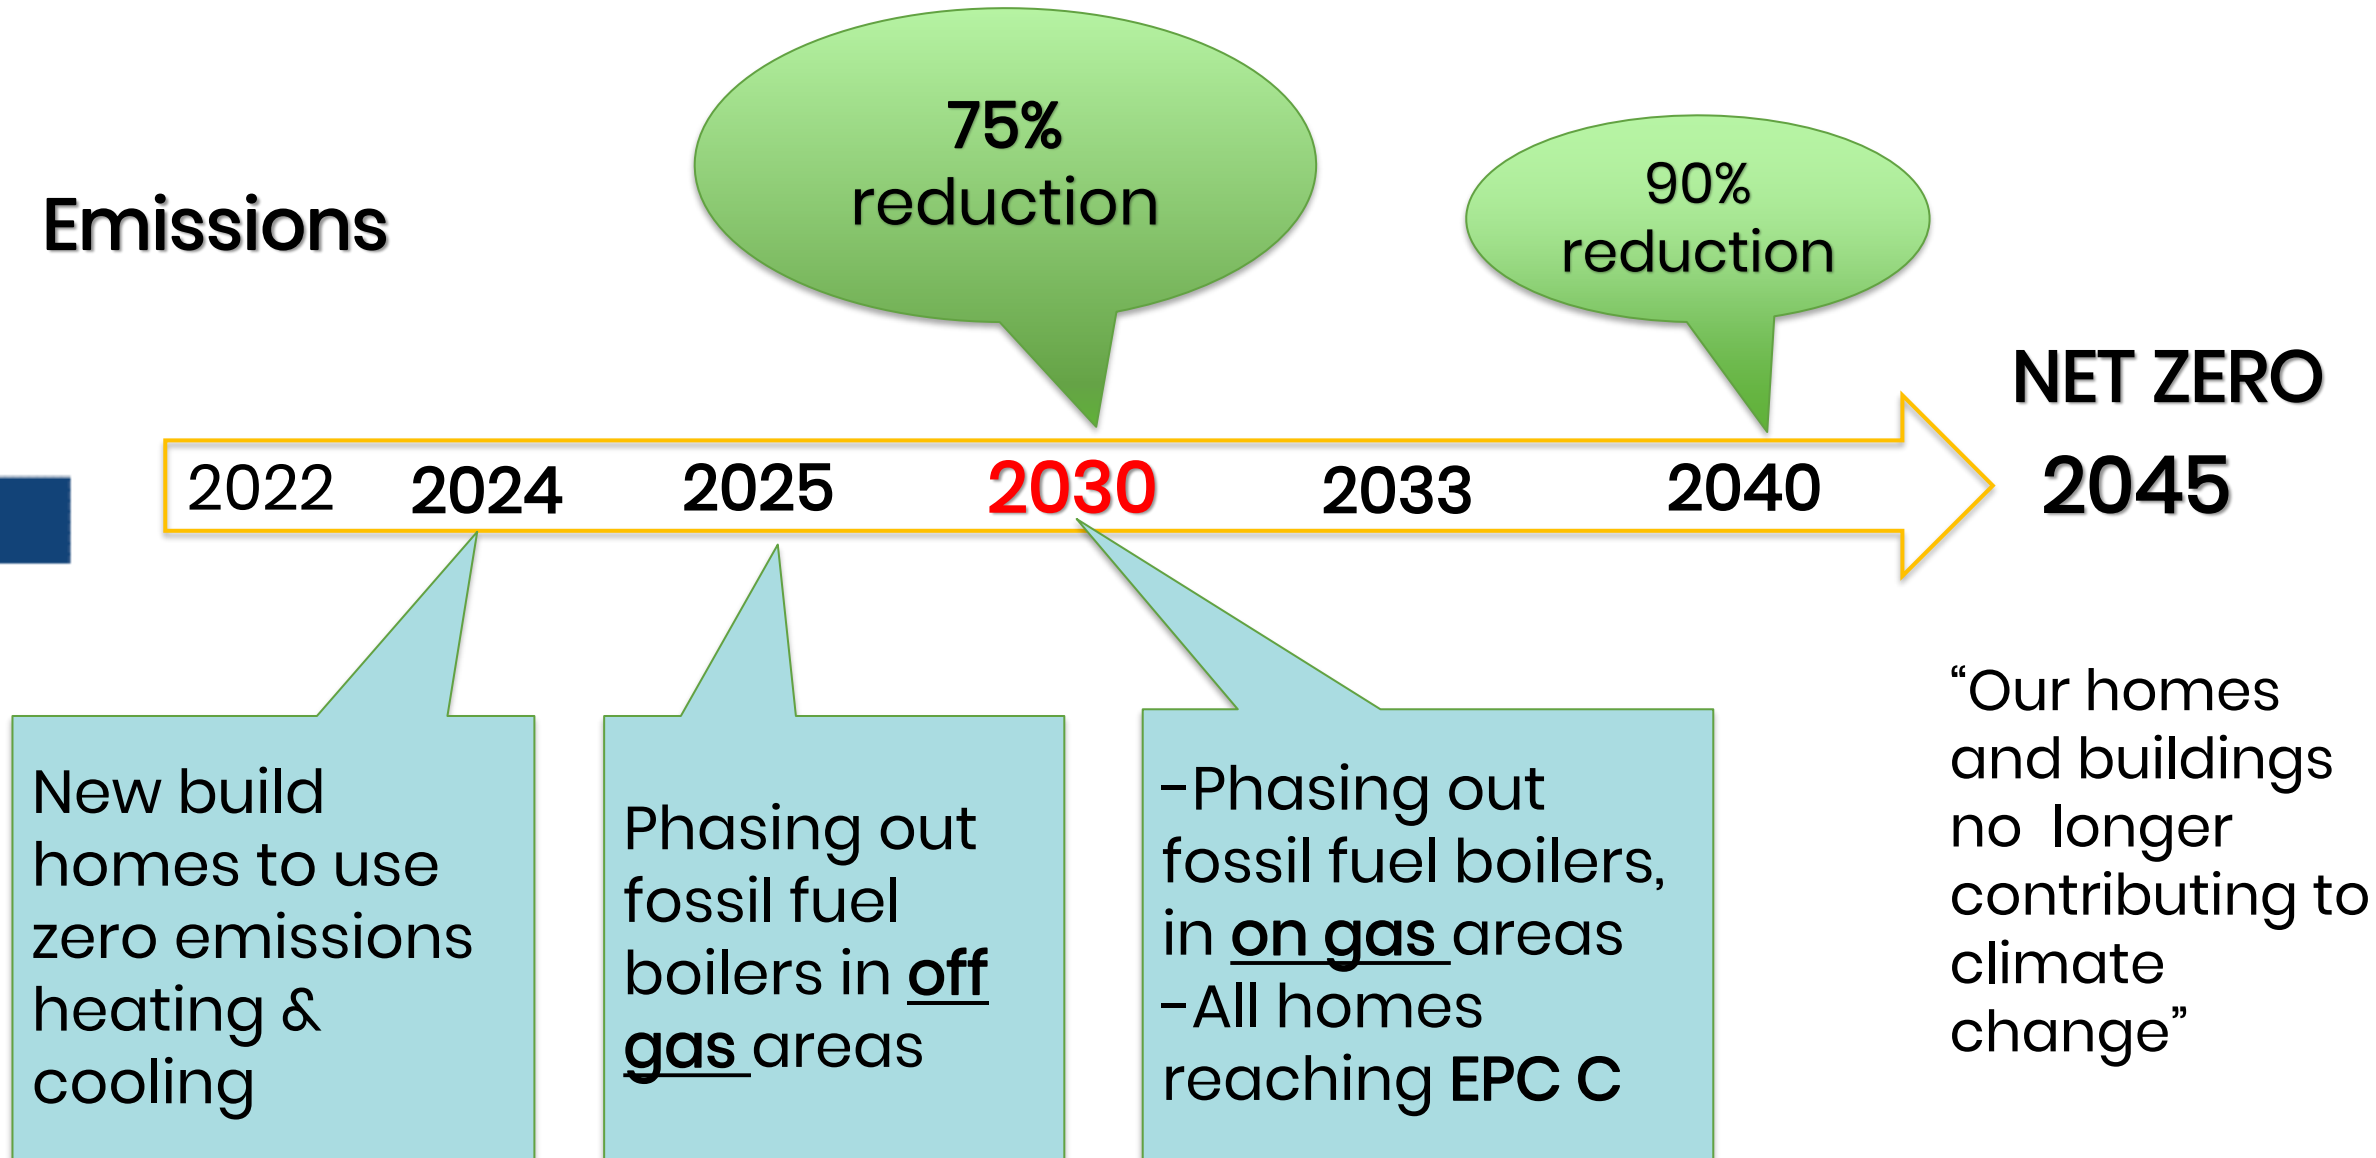 75%
reduction
90%
reduction
Emissions
NET ZERO
2022 2024 2025 2030 2033 2040 2045
New build
homes to use
zero emissions
heating &
cooling
Phasing out
fossil fuel
boilers in off
gas areas
-Phasing out
fossil fuel boilers,
in on gas areas
-All homes
reaching EPC C
“Our homes
and buildings
no longer
contributing to
climate
change”